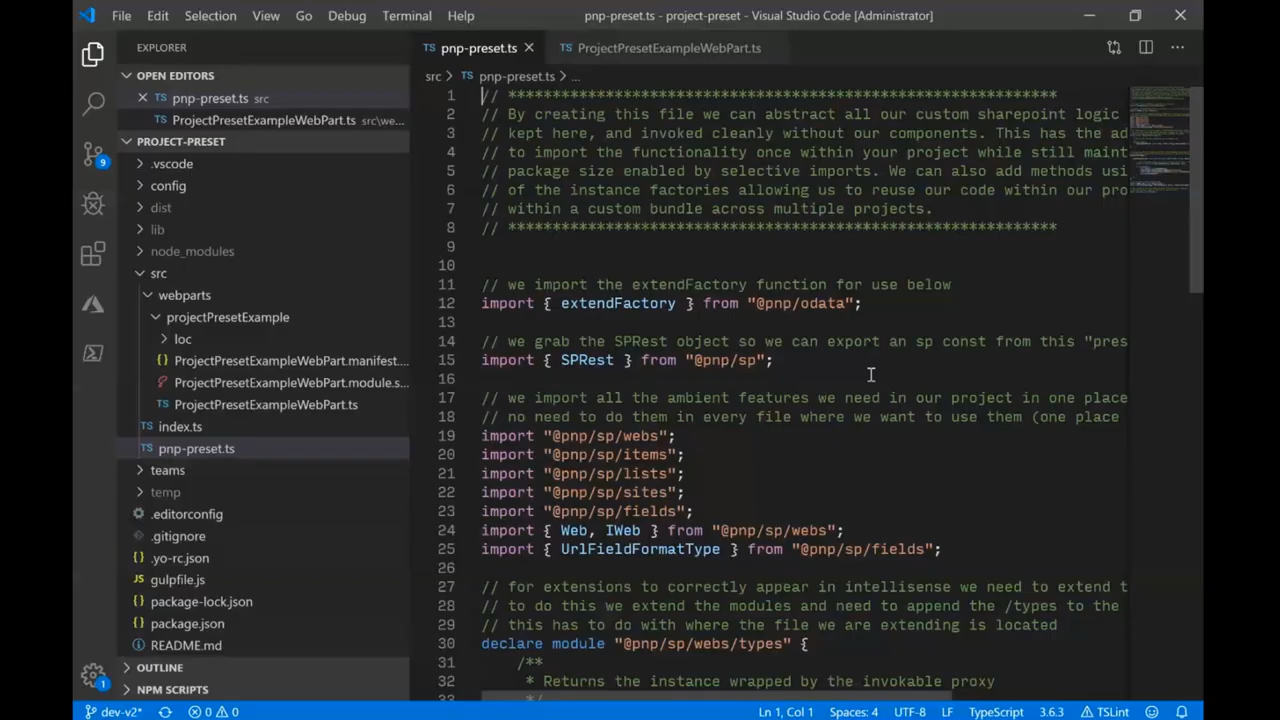 File Edit Selection View Go Debug Terminal Help pnp-preset.ts - project-preset - Visual Studio Code [Administrator]
EXPLORER
OPEN EDITORS
TS pnp-preset.ts src
TS ProjectPresetExampleWebPart.ts src\we...
PROJECT-PRESET
.vscode
config
dist
lib
node_modules
src
webparts
projectPresetExample
loc
{} ProjectPresetExampleWebPart.manifest....
ProjectPresetExampleWebPart.module.s...
TS ProjectPresetExampleWebPart.ts
TS index.ts
TS pnp-preset.ts
teams
temp
.editorconfig
.gitignore
{} .yo-rc.json
JS gulpfile.js
{} package-lock.json
{} package.json
README.md
OUTLINE
NPM SCRIPTS
9
1
TS pnp-preset.ts TS ProjectPresetExampleWebPart.ts
src > TS pnp-preset.ts > ...
1 // **********************************************************
2 // By creating this file we can abstract all our custom sharepoint logic
3 // kept here, and invoked cleanly without our components. This has the ad
4 // to import the functionality once within your project while still maint
5 // package size enabled by selective imports. We can also add methods usi
6 // of the instance factories allowing us to reuse our code within our pro
7 // within a custom bundle across multiple projects.
8 // **********************************************************
9
10
11 // we import the extendFactory function for use below
12 import { extendFactory } from "@pnp/odata";
13
14 // we grab the SPRest object so we can export an sp const from this "pres
15 import { SPRest } from "@pnp/sp";
16
17 // we import all the ambient features we need in our project in one place
18 // no need to do them in every file where we want to use them (one place
19 import "@pnp/sp/webs";
20 import "@pnp/sp/items";
21 import "@pnp/sp/lists";
22 import "@pnp/sp/sites";
23 import "@pnp/sp/fields";
24 import { Web, IWeb } from "@pnp/sp/webs";
25 import { UrlFieldFormatType } from "@pnp/sp/fields";
26
27 // for extensions to correctly appear in intellisense we need to extend t
28 // to do this we extend the modules and need to append the /types to the
29 // this has to do with where the file we are extending is located
30 declare module "@pnp/sp/webs/types" {
31 /**
32 * Returns the instance wrapped by the invokable proxy
33 */
dev-v2* 0 0 Ln 1, Col 1 Spaces: 4 UTF-8 LF TypeScript 3.6.3 TSLint